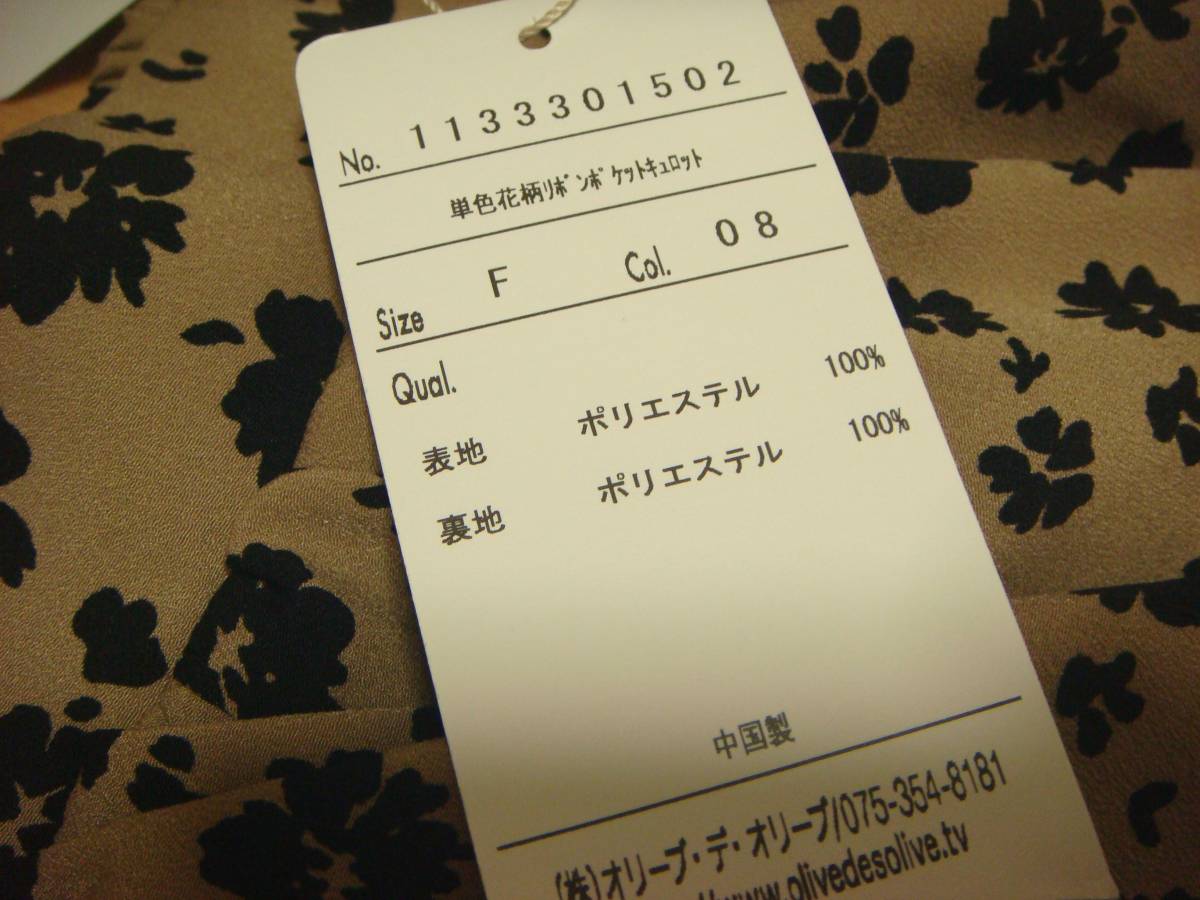 No. 1133301502
単色花柄ﾘﾎﾞﾝﾎﾟｹｯﾄｷｭﾛｯﾄ
Size F Col. 08
Qual.
表地 ポリエステル 100%
裏地 ポリエステル 100%
中国製
(株)オリーブ・デ・オリーブ/075-354-8181
www.olivedesolive.tv